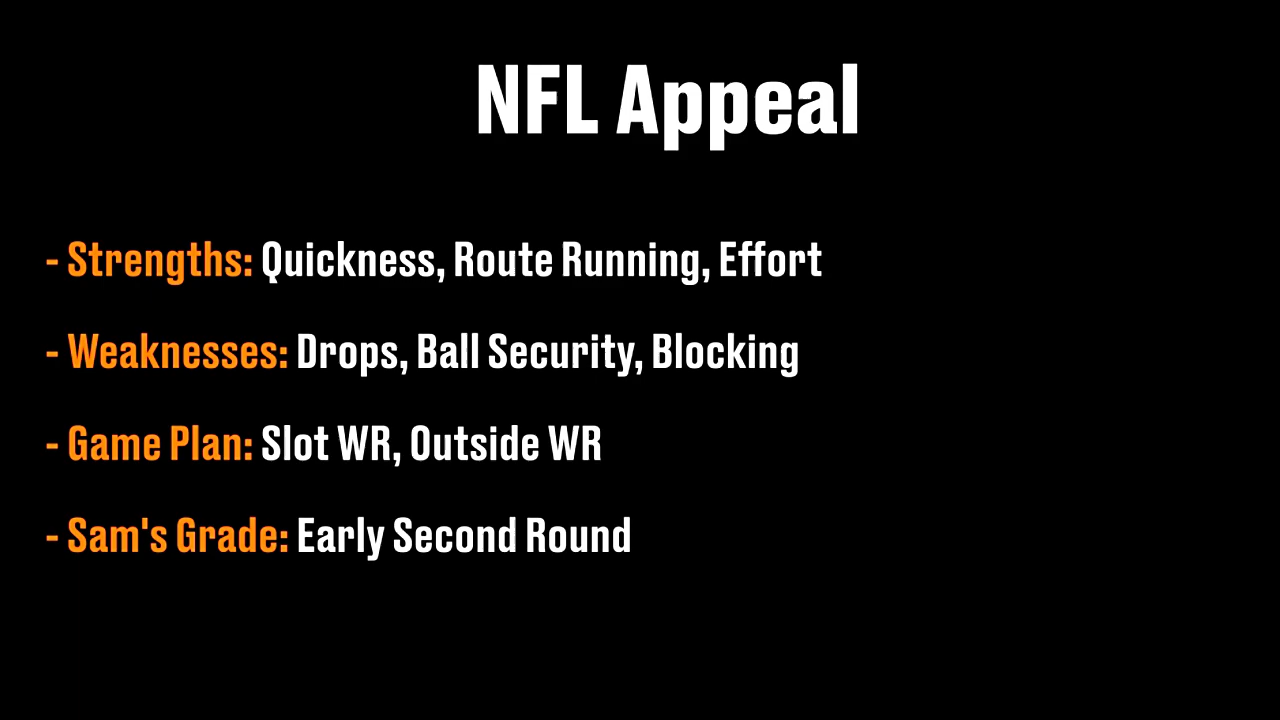 NFL Appeal
- Strengths: Quickness, Route Running, Effort
- Weaknesses: Drops, Ball Security, Blocking
- Game Plan: Slot WR, Outside WR
- Sam's Grade: Early Second Round